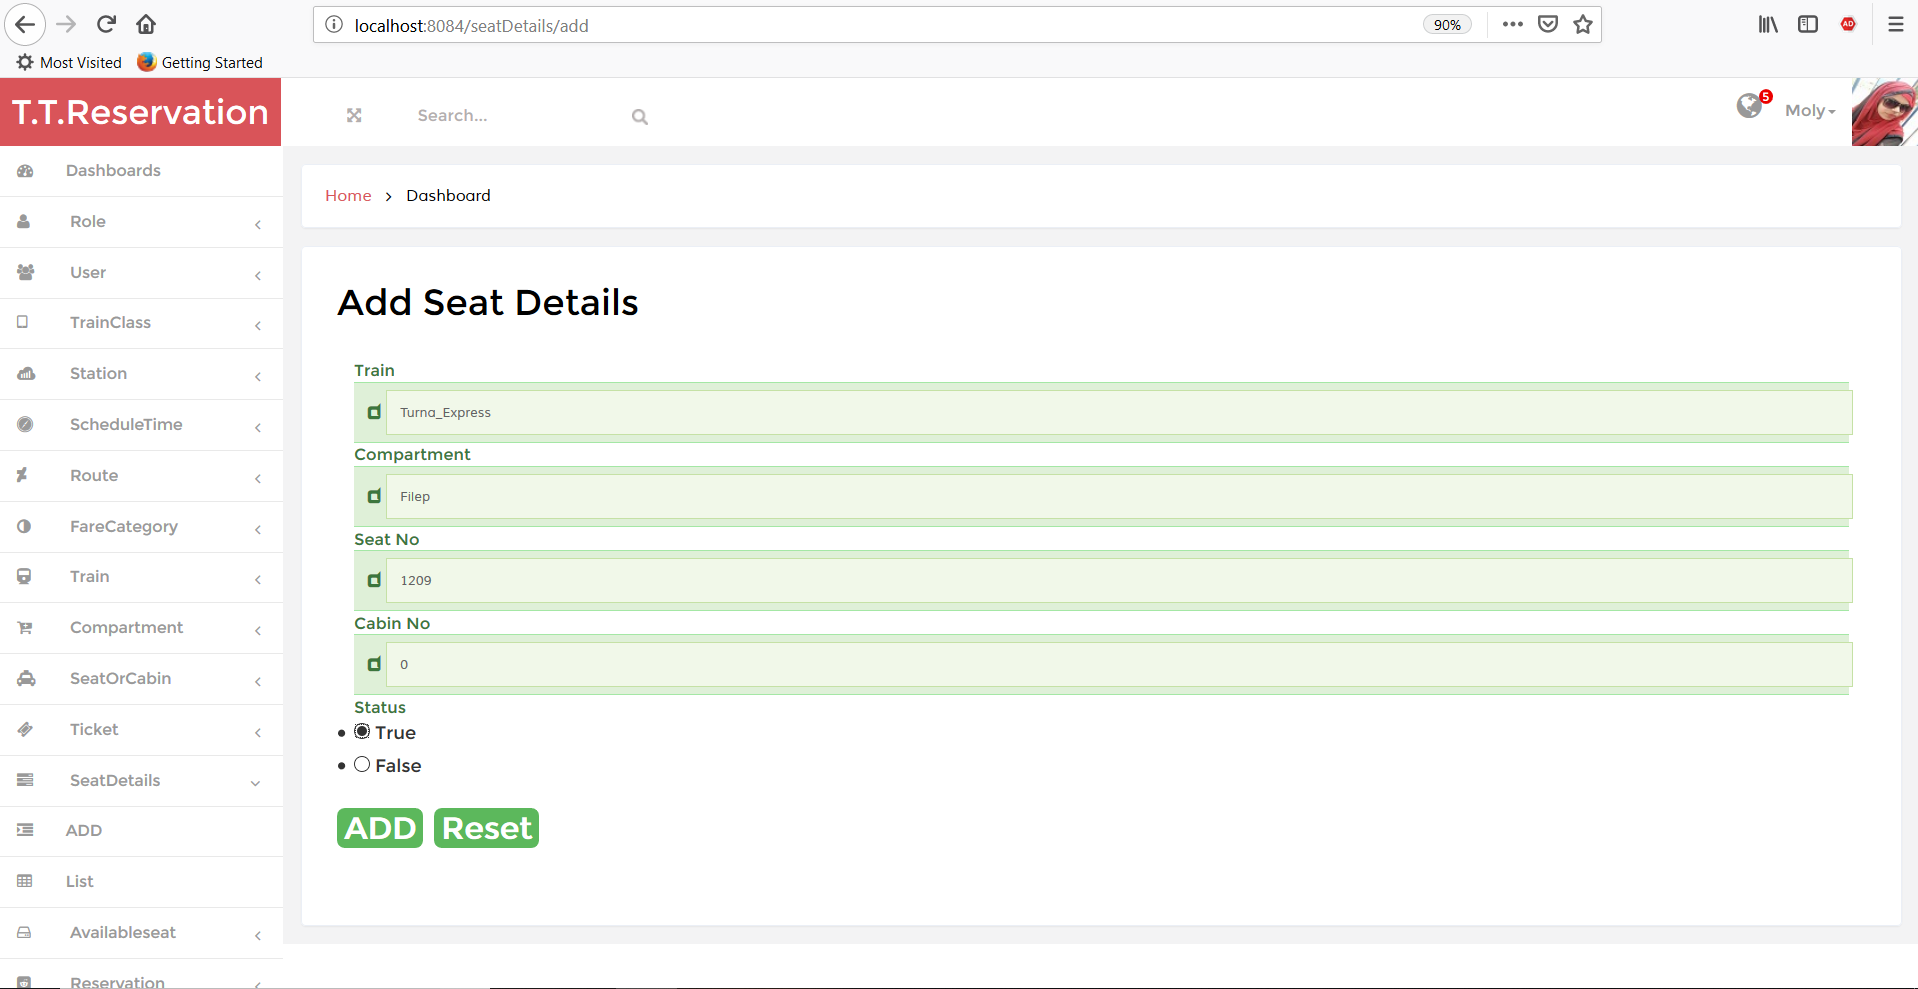 localhost:8084/seatDetails/add
90%
Most Visited
Getting Started
T.T.Reservation
Search...
5
Moly
Dashboards
Role
User
TrainClass
Station
ScheduleTime
Route
FareCategory
Train
Compartment
SeatOrCabin
Ticket
SeatDetails
ADD
List
Availableseat
Reservation
Home > Dashboard
Add Seat Details
Train
Turna_Express
Compartment
Filep
Seat No
1209
Cabin No
0
Status
True
False
ADD Reset